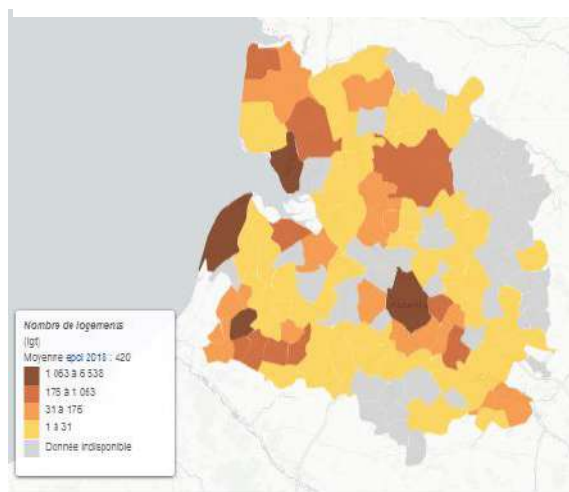 Nombre de logements
(lgt)
Moyenne epci 2018 : 420
1 063 à 6 538
175 à 1 063
31 à 175
1 à 31
Donnée indisponible